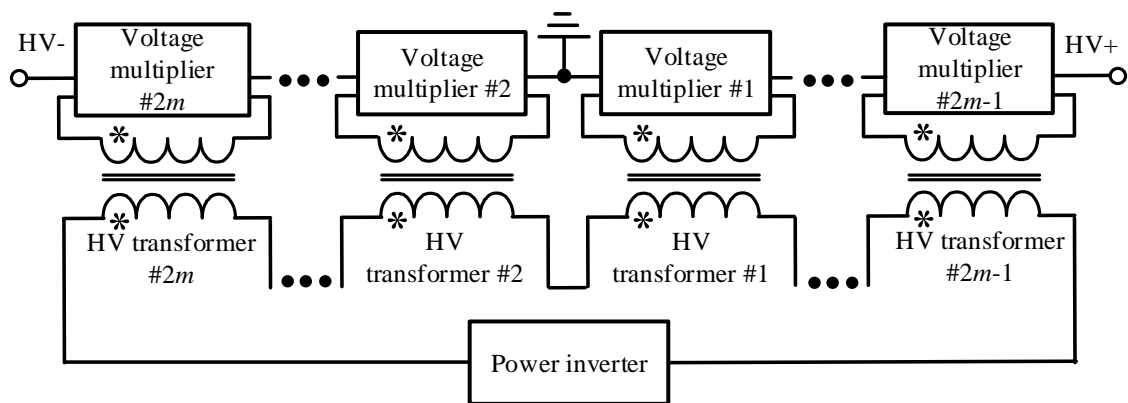 HV-
Voltage
multiplier
#2m
Voltage
multiplier #2
Voltage
multiplier #1
Voltage
multiplier
#2m-1
HV+
*
*
*
*
*
*
*
*
HV transformer
#2m
HV
transformer #2
HV
transformer #1
HV transformer
#2m-1
Power inverter